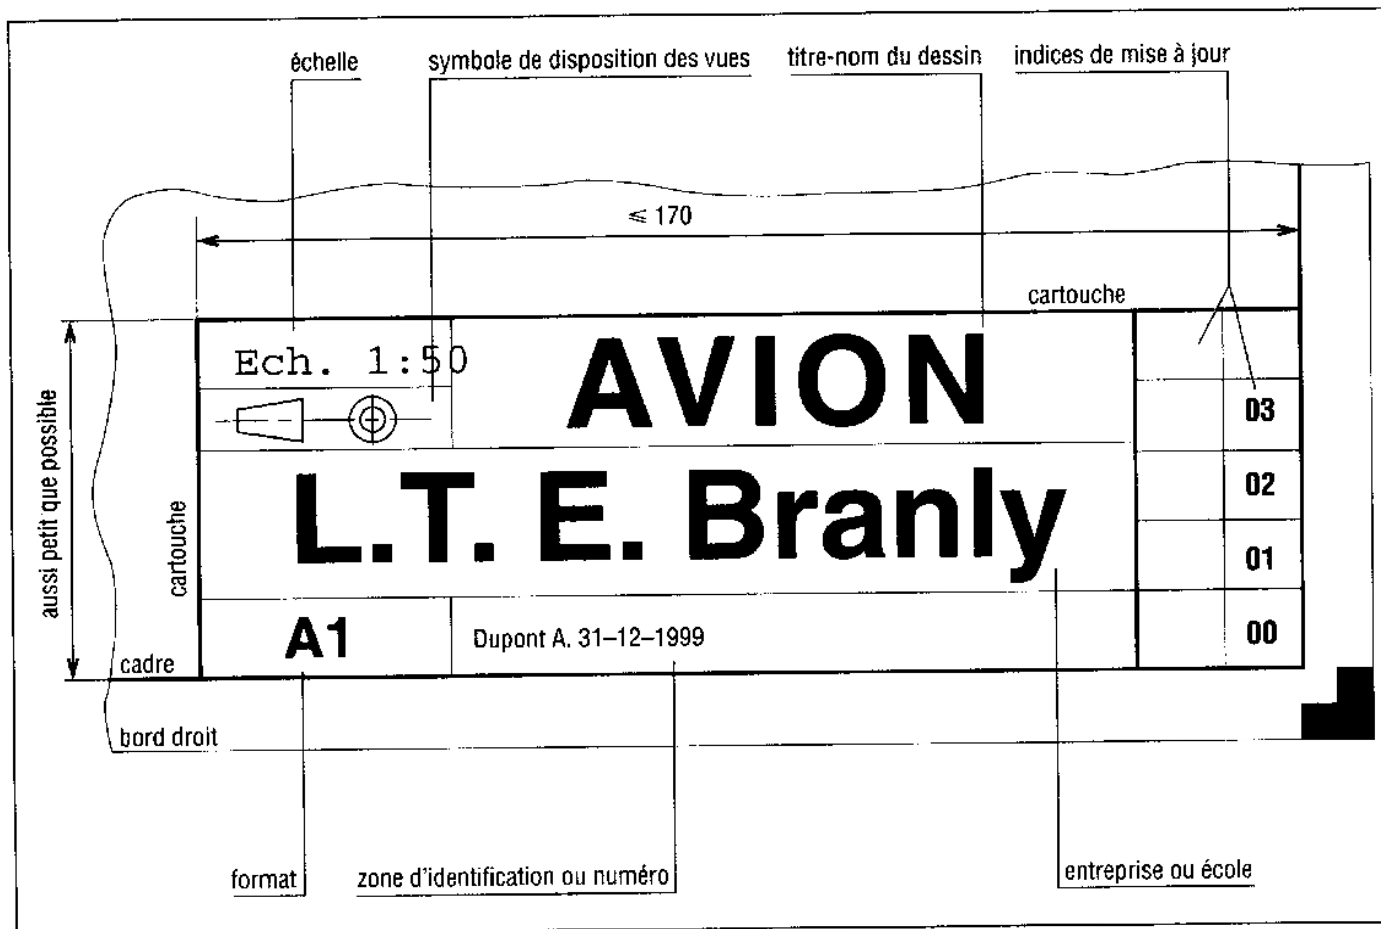 échelle
symbole de disposition des vues
titre-nom du dessin
indices de mise à jour
≤ 170
cartouche
Ech. 1:50
AVION
03
aussi petit que possible
cartouche
L.T. E. Branly
02
01
A1
Dupont A. 31–12–1999
00
cadre
bord droit
format
zone d'identification ou numéro
entreprise ou école